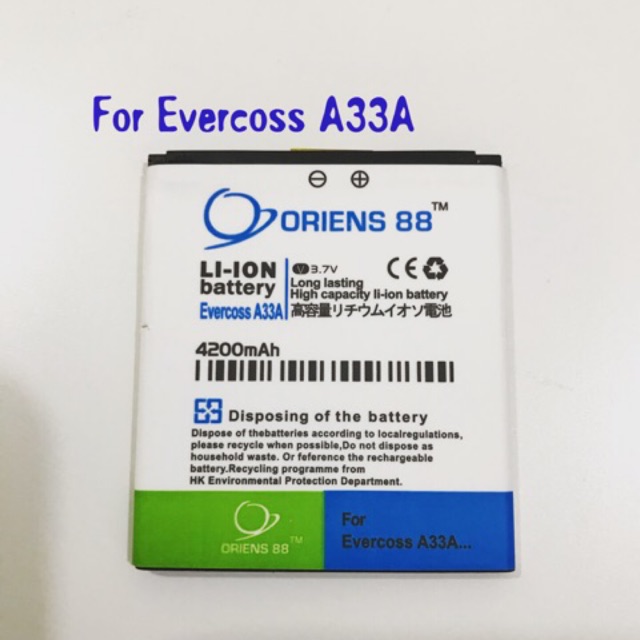 For Evercoss A33A
⊖ ⊕
ORIENS 88™
LI-ION
battery
Evercoss A33A
V 3.7V
Long lasting
High capacity li-ion battery
高容量リチウムイオソ電池
4200mAh
Disposing of the battery
Dispose of thebatteries according to localregulations,
please recycle when possible,Do not dispose as
household waste. Or reference the rechargeable
battery.Recycling programme from
HK Environmental Protection Department.
ORIENS 88™
For
Evercoss A33A...